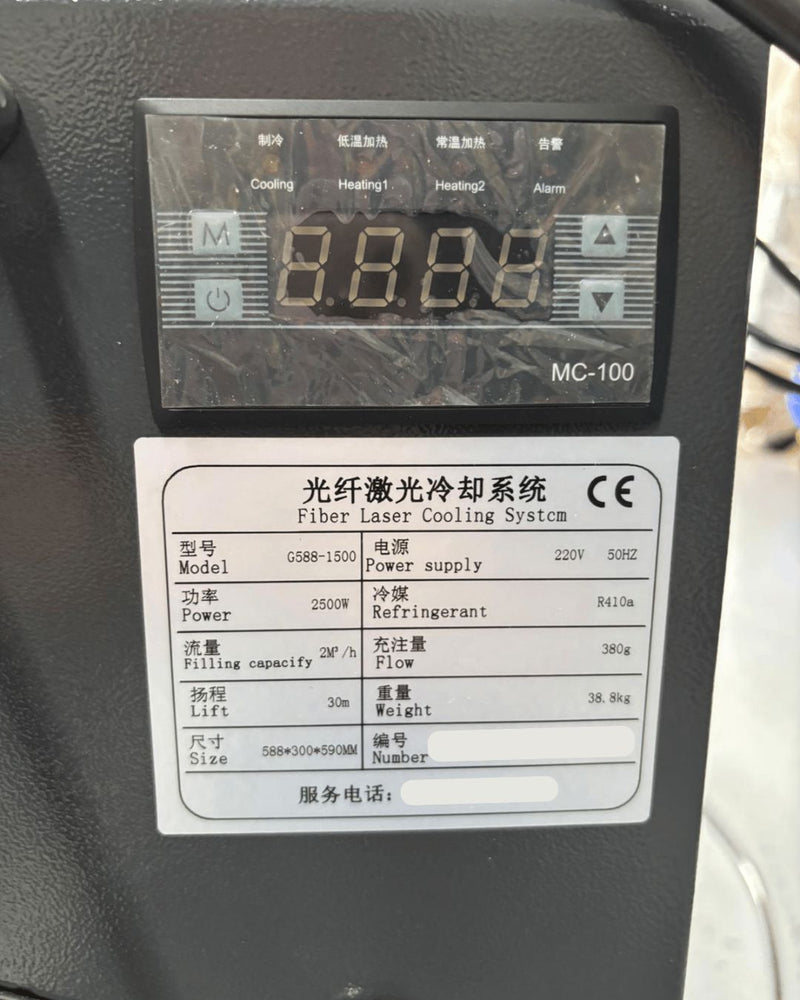 制冷 低温加热 常温加热 告警
Cooling Heating1 Heating2 Alarm
M
MC-100
光纤激光冷却系统 CE
Fiber Laser Cooling Systcm
型号 电源
Model G588-1500 Power supply 220V 50HZ
功率 冷媒
Power 2500W Refringerant R410a
流量 充注量
Filling capacify 2M³/h Flow 380g
扬程 重量
Lift 30m Weight 38.8kg
尺寸 编号
Size 588*300*590MM Number
服务电话: